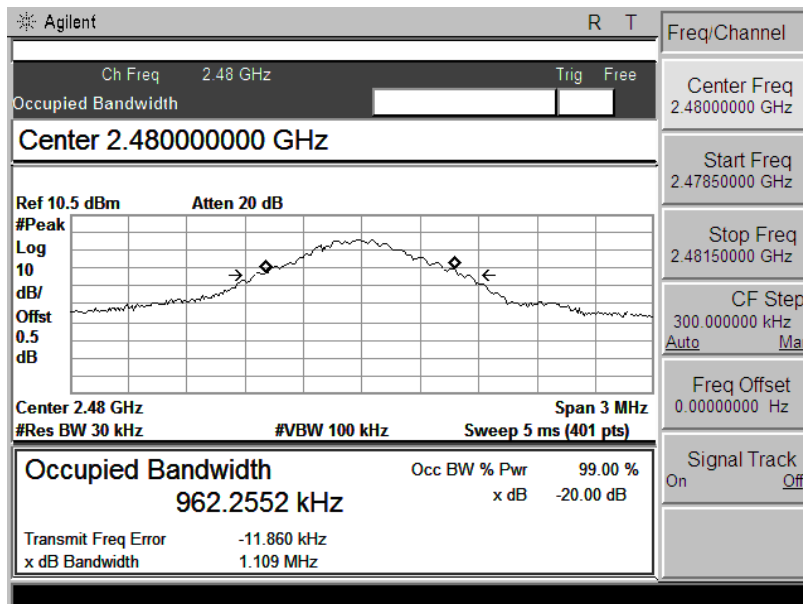 Agilent R T
Freq/Channel
Ch Freq 2.48 GHz Trig Free
Occupied Bandwidth
Center 2.480000000 GHz
Center Freq
2.48000000 GHz
Start Freq
2.47850000 GHz
Stop Freq
2.48150000 GHz
CF Step
300.000000 kHz
Auto Ma
Freq Offset
0.00000000 Hz
Signal Track
On Off
Ref 10.5 dBm Atten 20 dB
#Peak
Log
10
dB/
Offst
0.5
dB
Center 2.48 GHz Span 3 MHz
#Res BW 30 kHz #VBW 100 kHz Sweep 5 ms (401 pts)
Occupied Bandwidth
962.2552 kHz
Occ BW % Pwr 99.00 %
x dB -20.00 dB
Transmit Freq Error -11.860 kHz
x dB Bandwidth 1.109 MHz